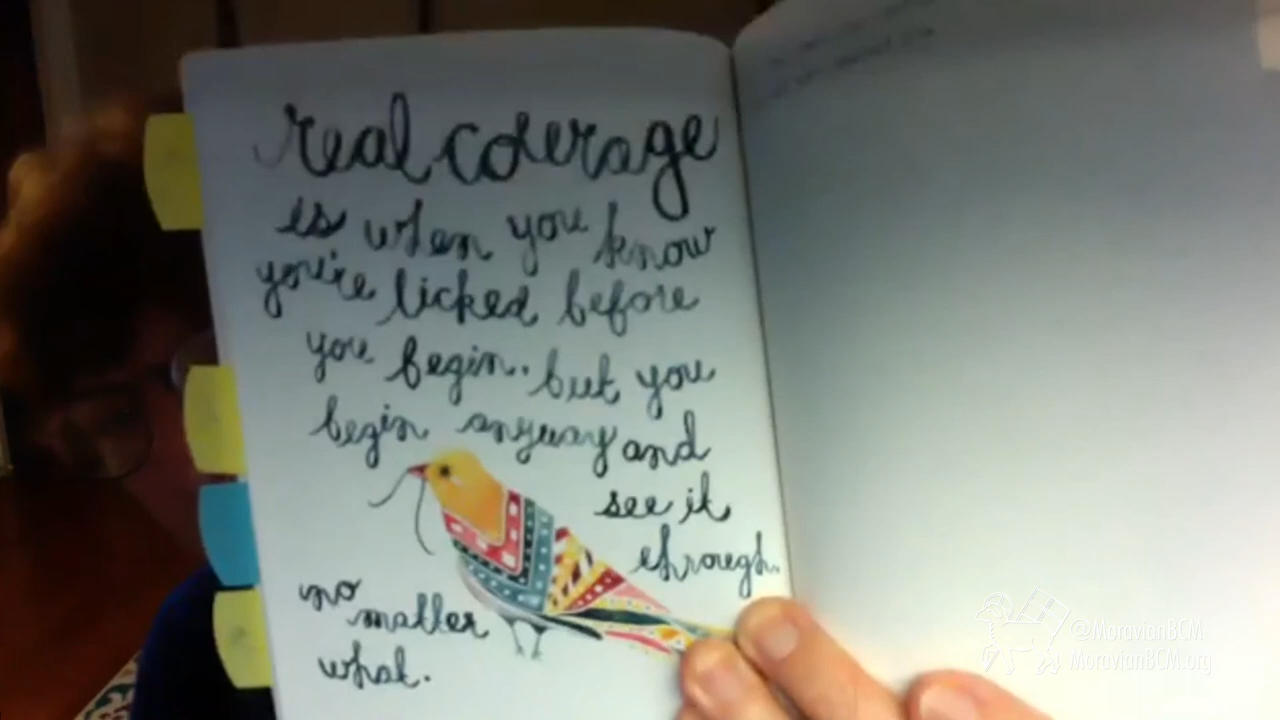 real coverage
is when you know
you're licked before
you begin. but you
begin anyway and
see it
through.
no
matter
what.
@MoravianBCM
MoravianBCM.org